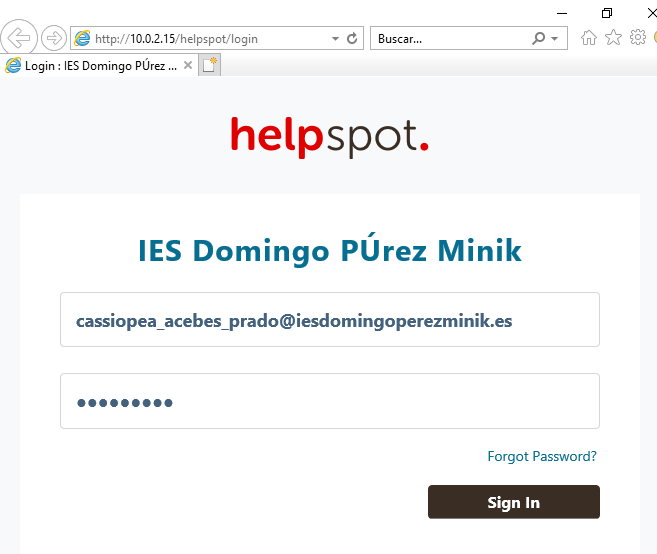 http://10.0.2.15/helpspot/login
Buscar...
Login : IES Domingo PÚrez ...
helpspot.
IES Domingo PÚrez Minik
cassiopea_acebes_prado@iesdomingoperezminik.es
●●●●●●●●●
Forgot Password?
Sign In